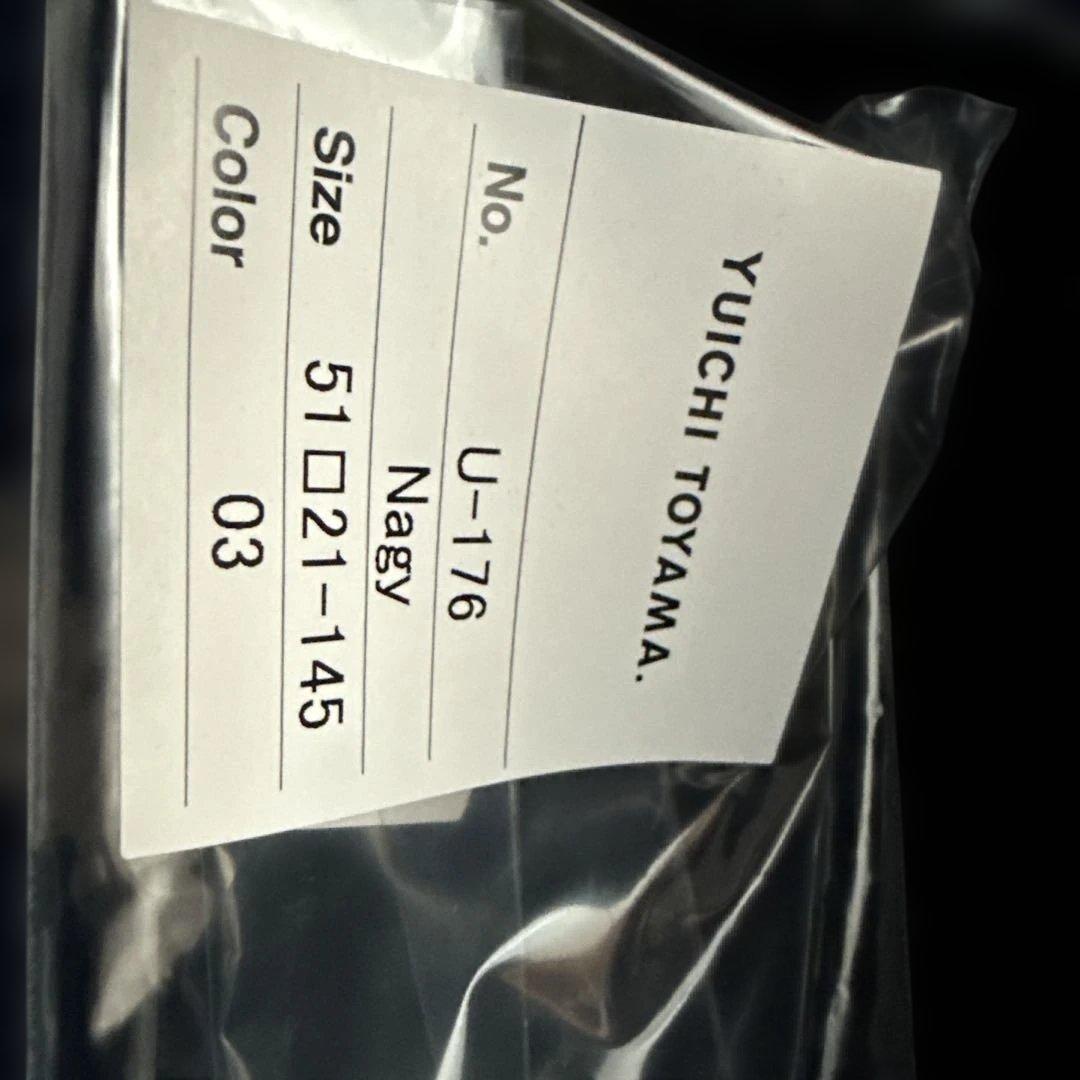 YUICHI TOYAMA.
No. U-176
Nagy
Size 51□21-145
Color 03